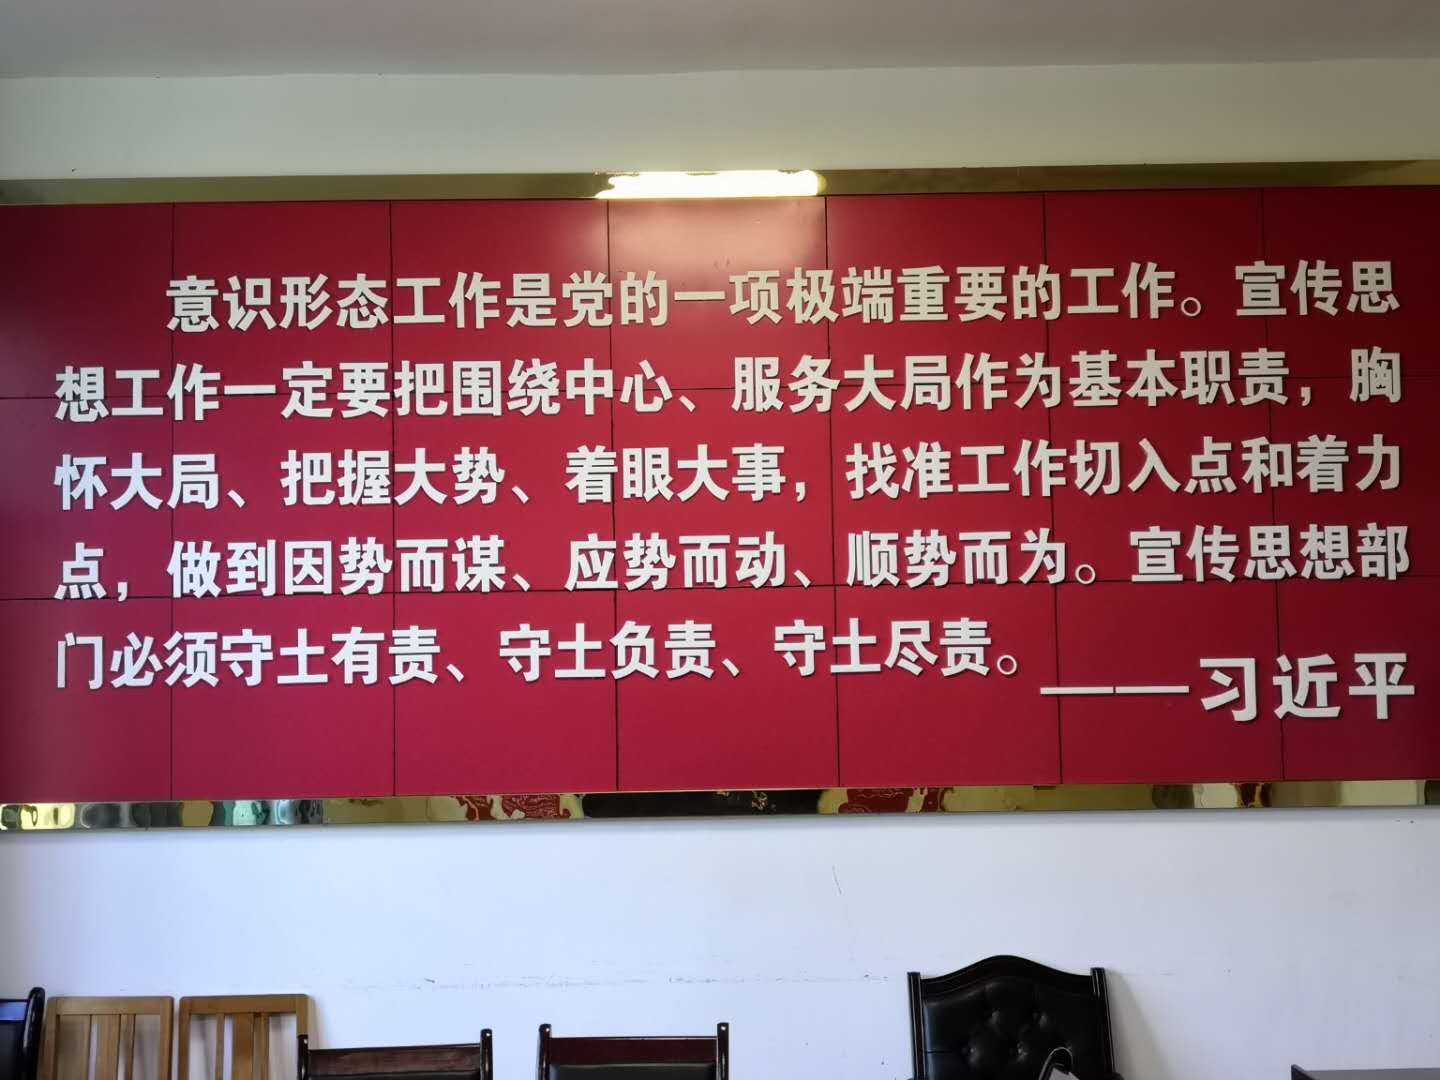 意识形态工作是党的一项极端重要的工作。宣传思
想工作一定要把围绕中心、服务大局作为基本职责，胸
怀大局、把握大势、着眼大事，找准工作切入点和着力
点，做到因势而谋、应势而动、顺势而为。宣传思想部
门必须守土有责、守土负责、守土尽责。
——习近平